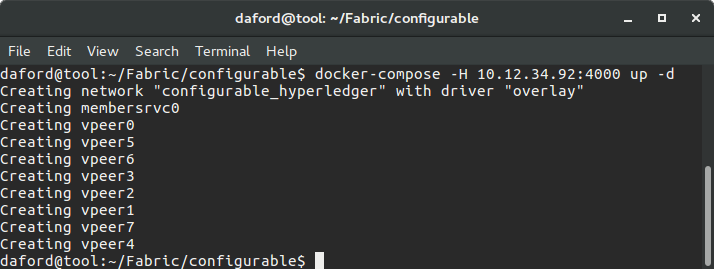 daford@tool: ~/Fabric/configurable
File Edit View Search Terminal Help
daford@tool:~/Fabric/configurable$ docker-compose -H 10.12.34.92:4000 up -d
Creating network "configurable_hyperledger" with driver "overlay"
Creating membersrvc0
Creating vpeer0
Creating vpeer5
Creating vpeer6
Creating vpeer3
Creating vpeer2
Creating vpeer1
Creating vpeer7
Creating vpeer4
daford@tool:~/Fabric/configurable$